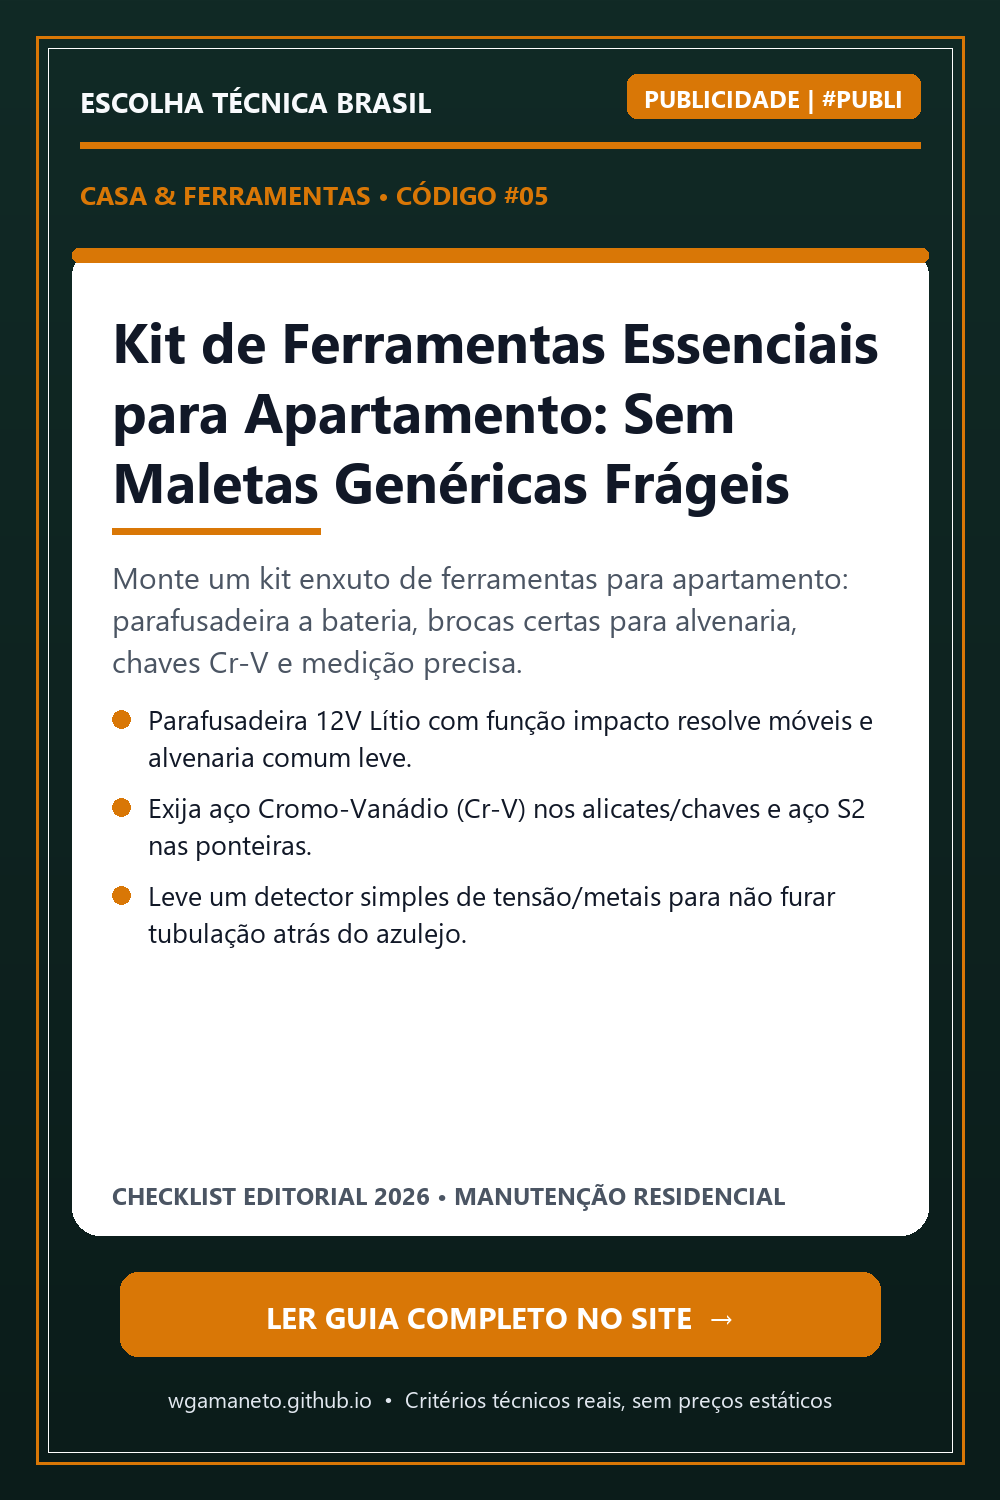 ESCOLHA TÉCNICA BRASIL
PUBLICIDADE | #PUBLI
CASA & FERRAMENTAS • CÓDIGO #05
Kit de Ferramentas Essenciais
para Apartamento: Sem
Maletas Genéricas Frágeis
Monte um kit enxuto de ferramentas para apartamento:
parafusadeira a bateria, brocas certas para alvenaria,
chaves Cr-V e medição precisa.
Parafusadeira 12V Lítio com função impacto resolve móveis e
alvenaria comum leve.
Exija aço Cromo-Vanádio (Cr-V) nos alicates/chaves e aço S2
nas ponteiras.
Leve um detector simples de tensão/metais para não furar
tubulação atrás do azulejo.
CHECKLIST EDITORIAL 2026 • MANUTENÇÃO RESIDENCIAL
LER GUIA COMPLETO NO SITE →
wgamaneto.github.io • Critérios técnicos reais, sem preços estáticos